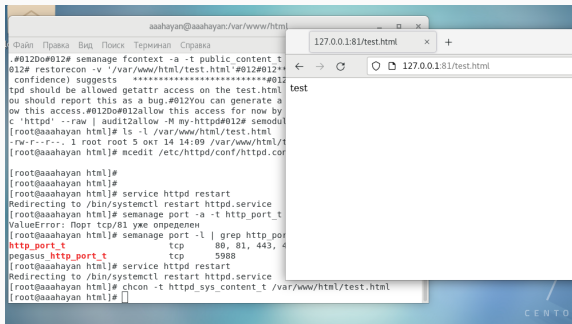 aaahayan@aaahayan:/var/www/html
Файл Правка Вид Поиск Терминал Справка
.#012Do#012# semanage fcontext -a -t public_content_t
012# restorecon -v '/var/www/html/test.html'#012#012**
confidence) suggests **************************#012
tpd should be allowed getattr access on the test.html
ou should report this as a bug.#012You can generate a
ow this access.#012Do#012allow this access for now by
c 'httpd' --raw | audit2allow -M my-httpd#012# semodul
[root@aaahayan html]# ls -l /var/www/html/test.html
-rw-r--r--. 1 root root 5 окт 14 14:09 /var/www/html/t
[root@aaahayan html]# mcedit /etc/httpd/conf/httpd.con
[root@aaahayan html]#
[root@aaahayan html]#
[root@aaahayan html]# service httpd restart
Redirecting to /bin/systemctl restart httpd.service
[root@aaahayan html]# semanage port -a -t http_port_t
ValueError: Порт tcp/81 уже определен
[root@aaahayan html]# semanage port -l | grep http_por
http_port_t tcp 80, 81, 443, 4
pegasus_http_port_t tcp 5988
[root@aaahayan html]# service httpd restart
Redirecting to /bin/systemctl restart httpd.service
[root@aaahayan html]# chcon -t httpd_sys_content_t /var/www/html/test.html
[root@aaahayan html]#
127.0.0.1:81/test.html
127.0.0.1:81/test.html
test
CENTO